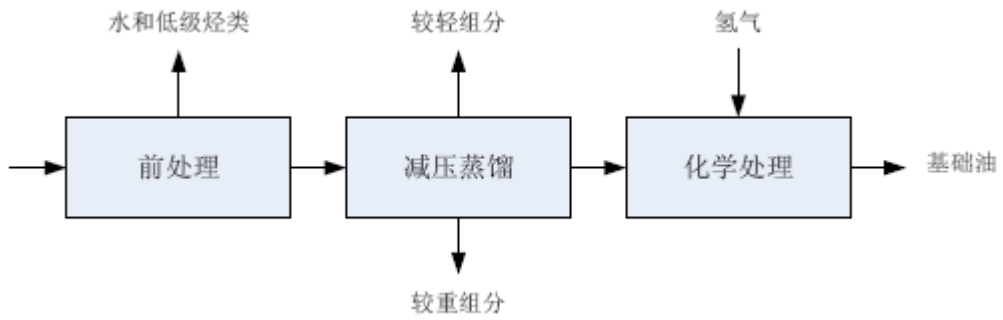 水和低级烃类
较轻组分
氢气
前处理
减压蒸馏
化学处理
基础油
较重组分